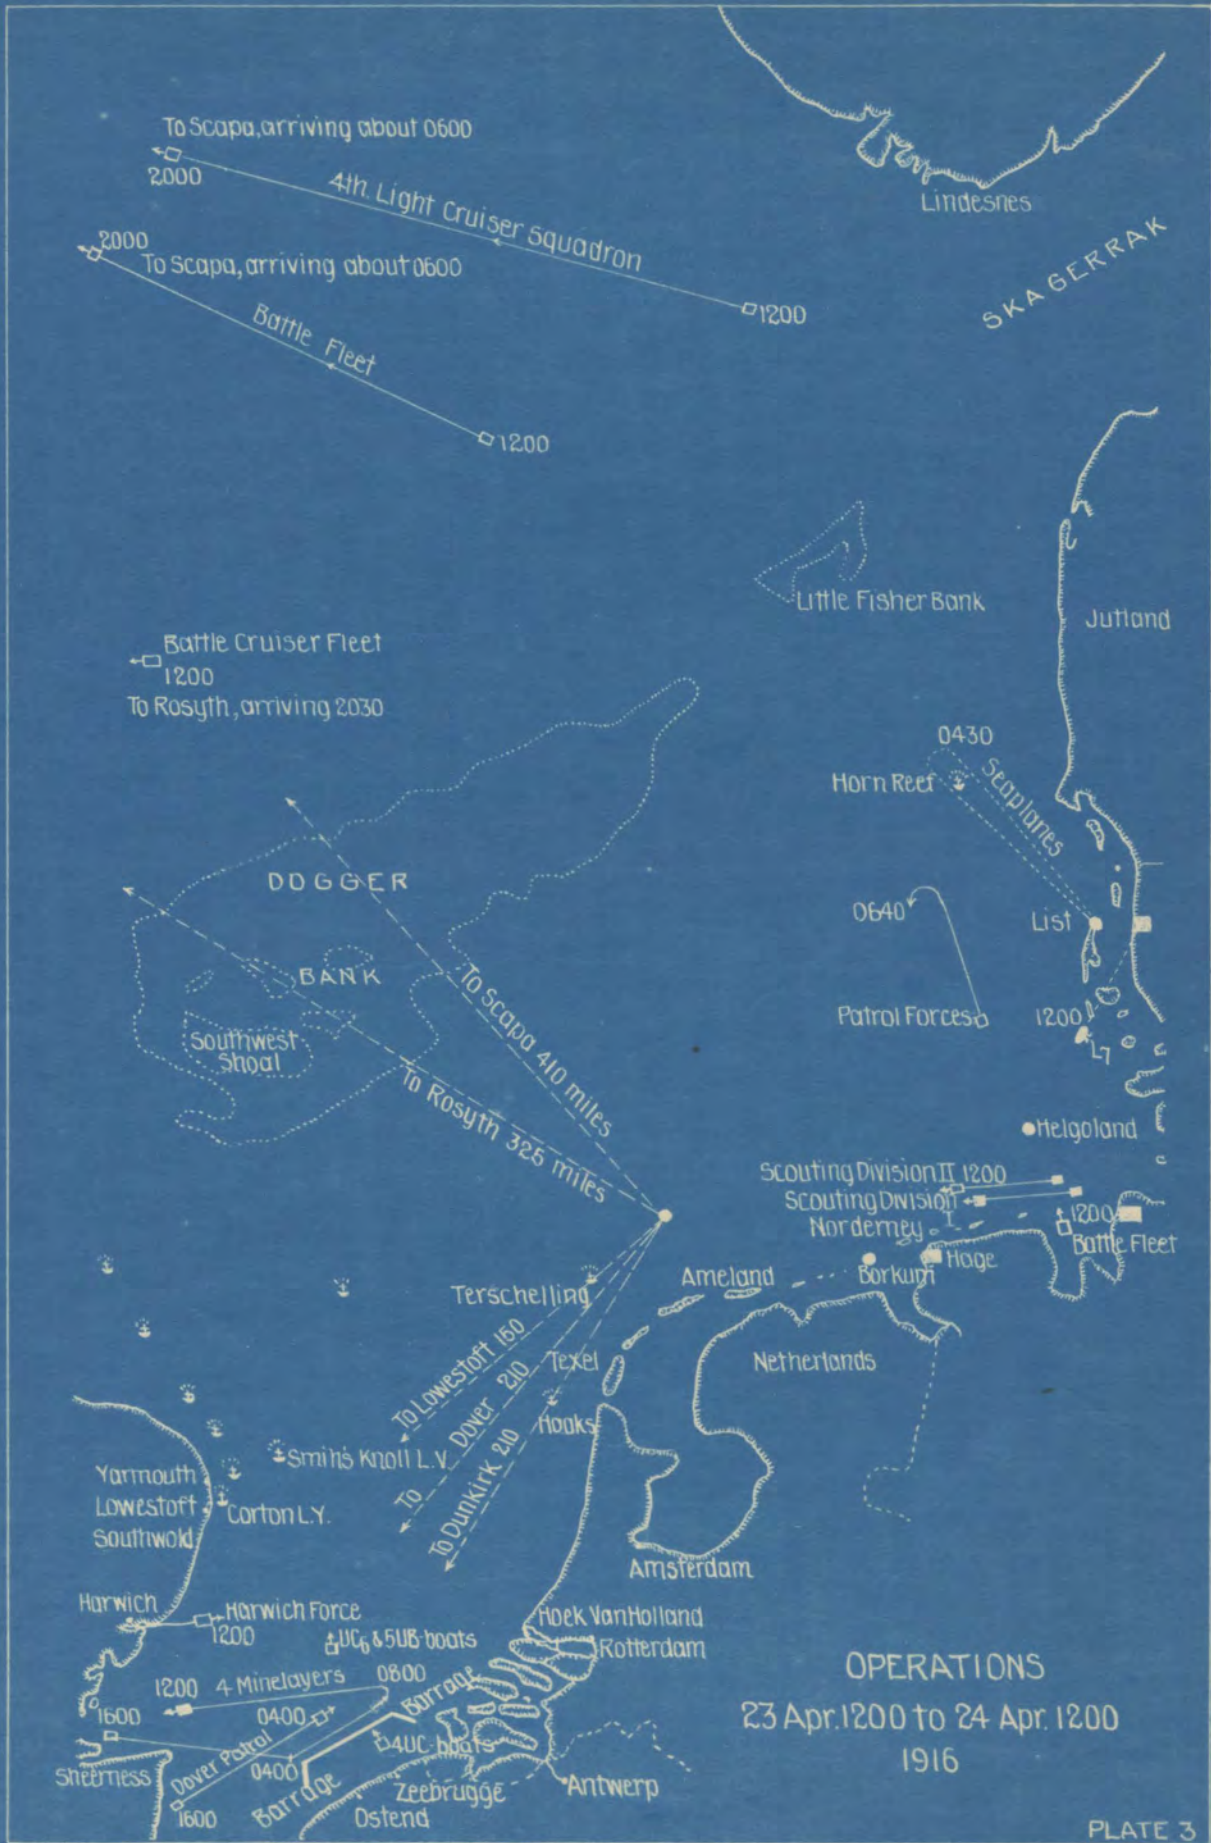 To Scapa, arriving about 0600
2000
4th. Light Cruiser Squadron
1200
Lindesnes
SKAGERRAK
2000
To Scapa, arriving about 0600
Battle Fleet
1200
Little Fisher Bank
Jutland
Battle Cruiser Fleet
1200
To Rosyth, arriving 2030
0430
Horn Reef
Seaplanes
DOGGER
BANK
Southwest
Shoal
To Scapa 410 miles
To Rosyth 325 miles
0640
List
Patrol Forces
1200
L7
Helgoland
Scouting Division II 1200
Scouting Division
I
Norderney
1200
Battle Fleet
Hage
Borkum
Ameland
Terschelling
Texel
Netherlands
To Lowestoft 150
To Dover 210
To Dunkirk 210
Haaks
Smith's Knoll L.V.
Yarmouth
Lowestoft
Southwold
Corton L.V.
Amsterdam
Harwich
Harwich Force
1200
UC6 & 5UB-boats
Hoek Van Holland
Rotterdam
1200
4 Minelayers
0800
Barrage
1600
0400
Dover Patrol
0400
4UC-boats
Sheerness
1600
Barrage
Zeebrugge
Ostend
Antwerp
OPERATIONS
23 Apr. 1200 to 24 Apr. 1200
1916
PLATE 3